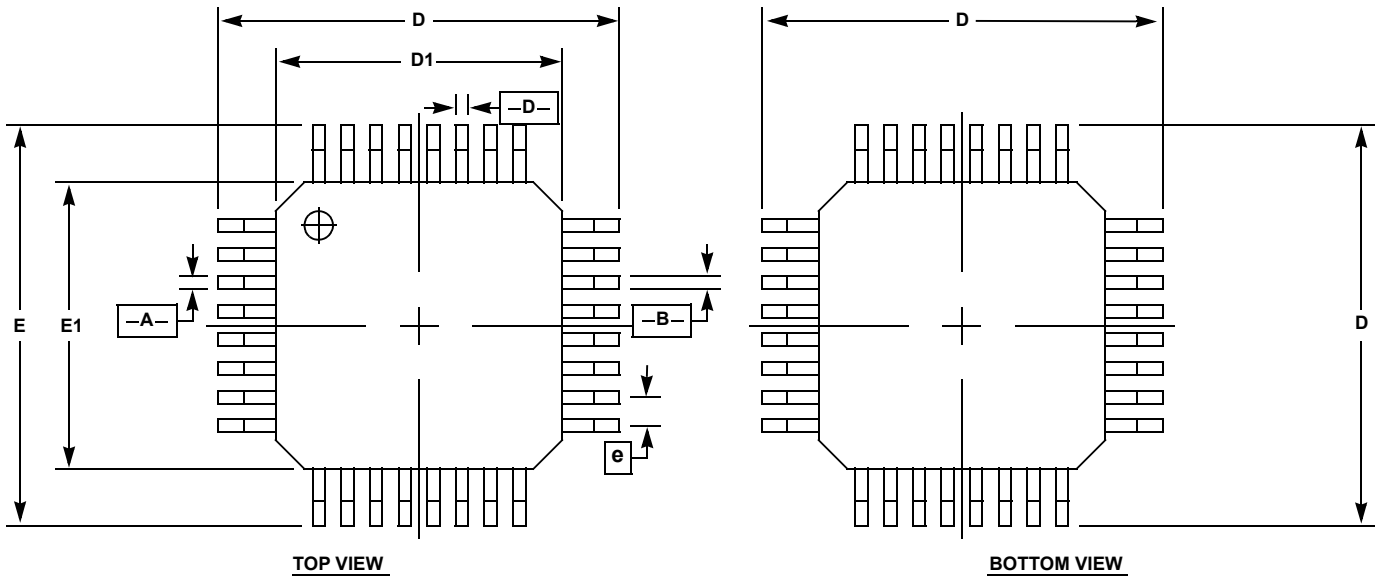 D
D
D1
–D–
–A–
–B–
E
E1
D
e
TOP VIEW
BOTTOM VIEW